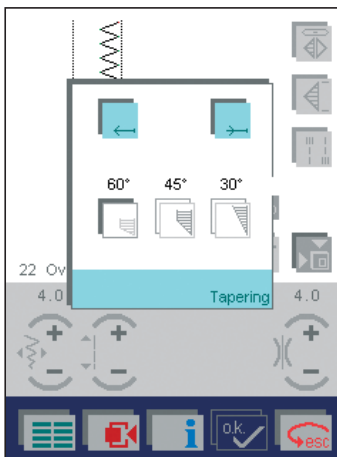 60° 45° 30°
22 Ov
4.0 Tapering 4.0
+ + +
− − −
i o.k. esc